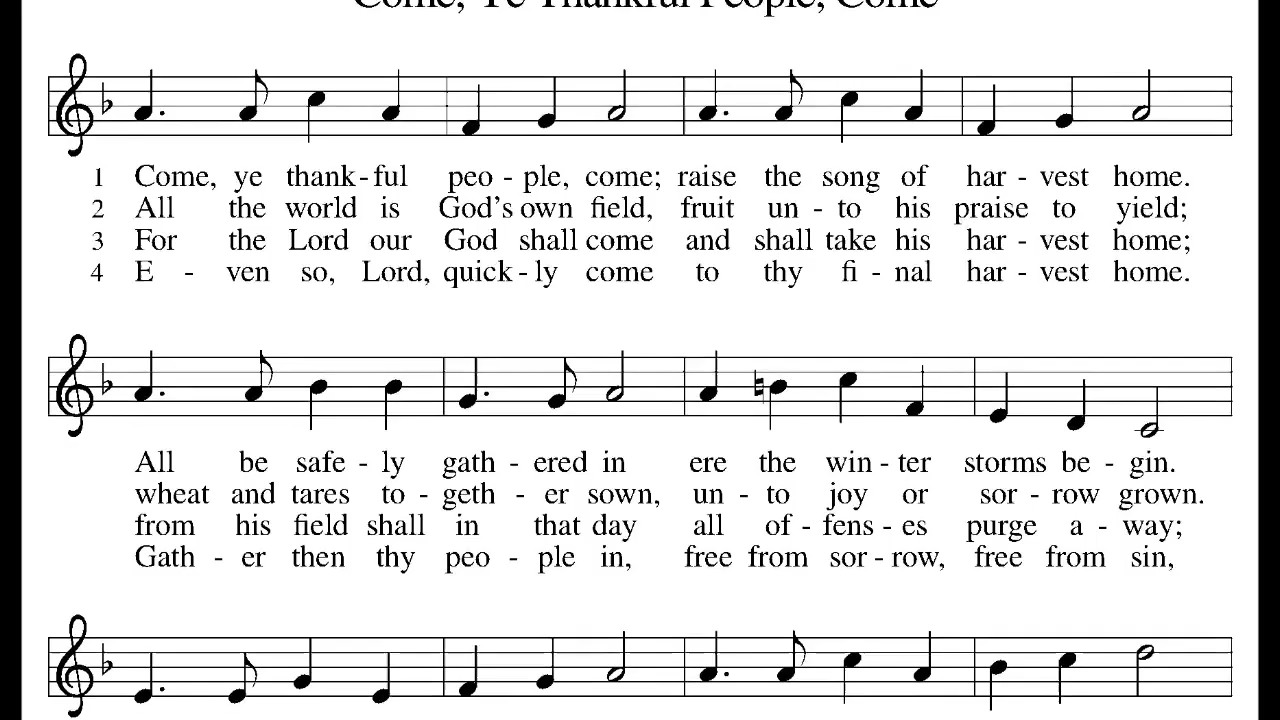 Come, Ye Thankful People, Come
1 Come, ye thank - ful peo - ple, come; raise the song of har - vest home.
2 All the world is God's own field, fruit un - to his praise to yield;
3 For the Lord our God shall come and shall take his har - vest home;
4 E - ven so, Lord, quick - ly come to thy fi - nal har - vest home.
All be safe - ly gath - ered in ere the win - ter storms be - gin.
wheat and tares to - geth - er sown, un - to joy or sor - row grown.
from his field shall in that day all of - fens - es purge a - way;
Gath - er then thy peo - ple in, free from sor - row, free from sin,